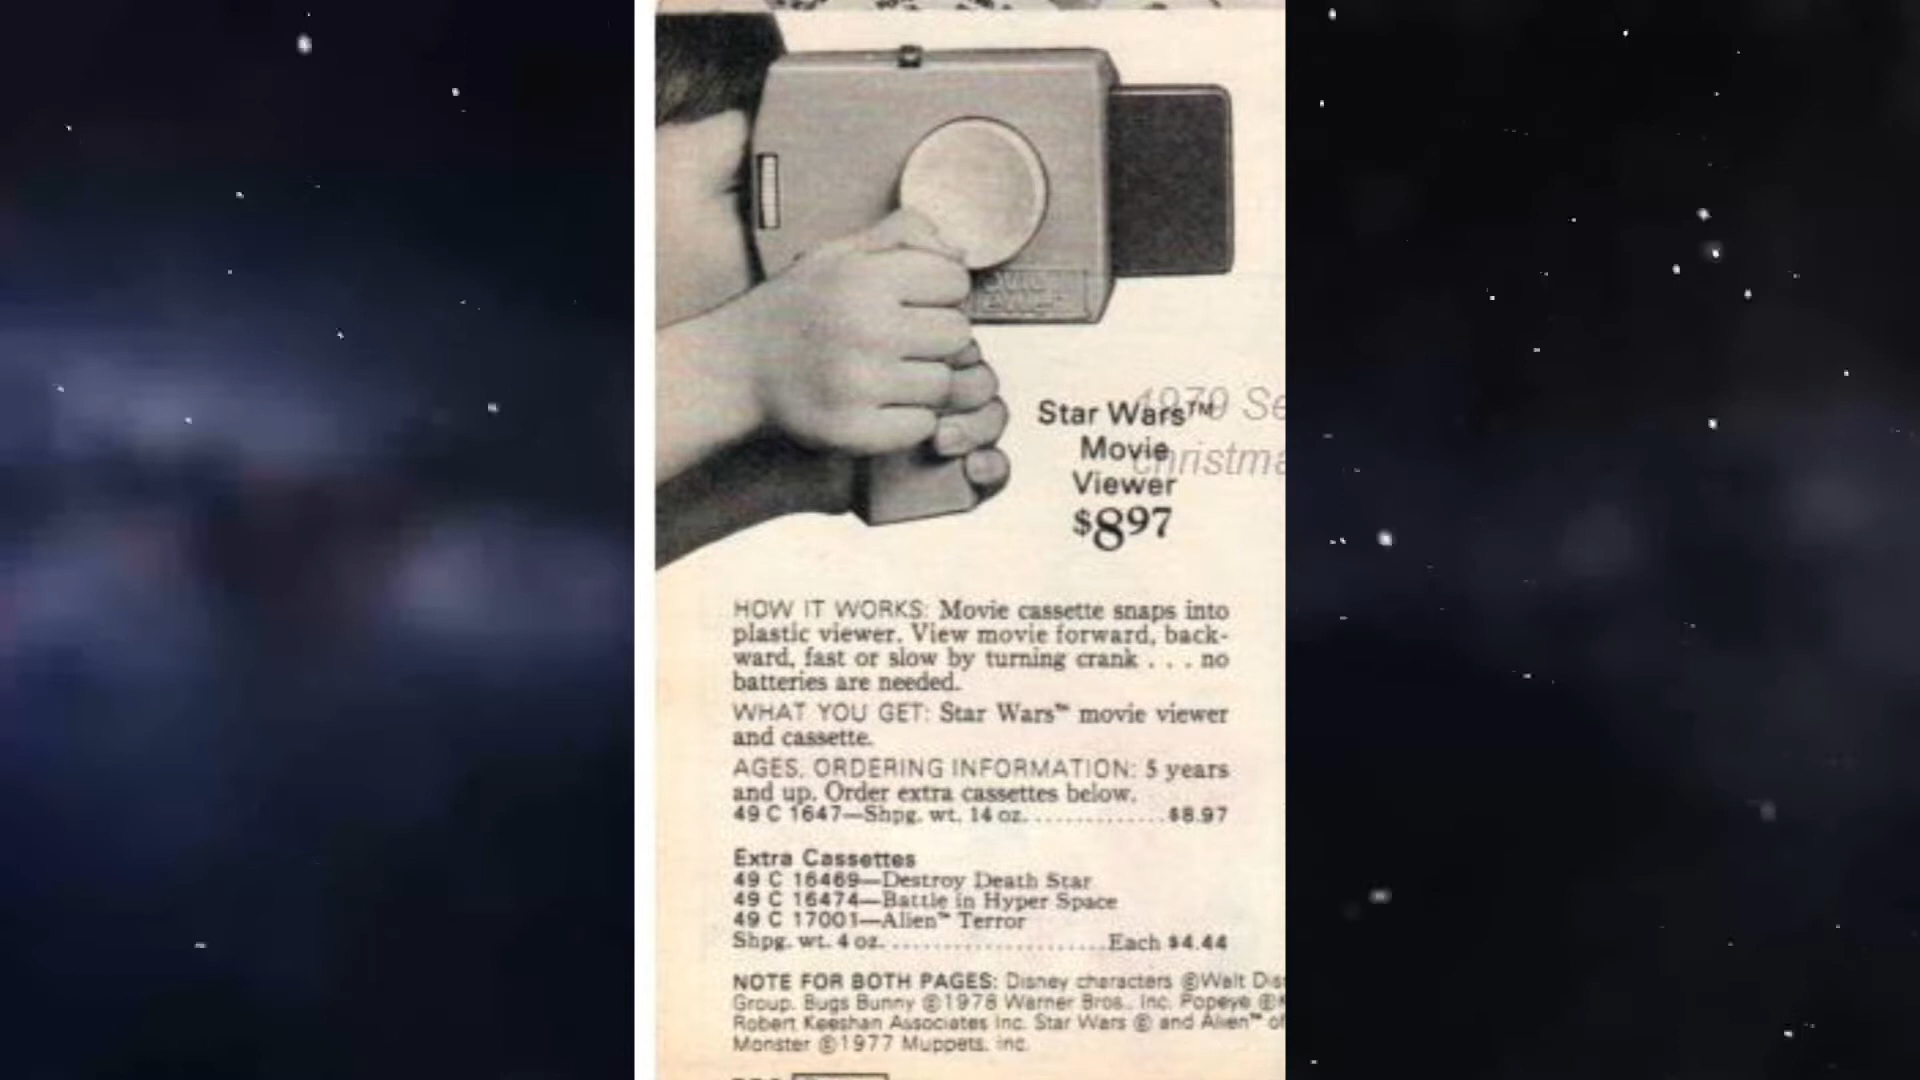 Star Wars™
Movie
Viewer
$8.97
1979 Se
christma
HOW IT WORKS: Movie cassette snaps into
plastic viewer. View movie forward, back-
ward, fast or slow by turning crank . . . no
batteries are needed.
WHAT YOU GET: Star Wars™ movie viewer
and cassette.
AGES, ORDERING INFORMATION: 5 years
and up. Order extra cassettes below.
49 C 1647—Shpg. wt. 14 oz. . . . . . . . . . . . . . .$8.97
Extra Cassettes
49 C 16469—Destroy Death Star
49 C 16474—Battle in Hyper Space
49 C 17001—Alien™ Terror
Shpg. wt. 4 oz. . . . . . . . . . . . . . . . . . . . . . .Each $4.44
NOTE FOR BOTH PAGES: Disney characters ©Walt Dis
Group. Bugs Bunny ©1978 Warner Bros., Inc. Popeye ©
Robert Keeshan Associates Inc. Star Wars © and Alien™ of
Monster ©1977 Muppets, Inc.